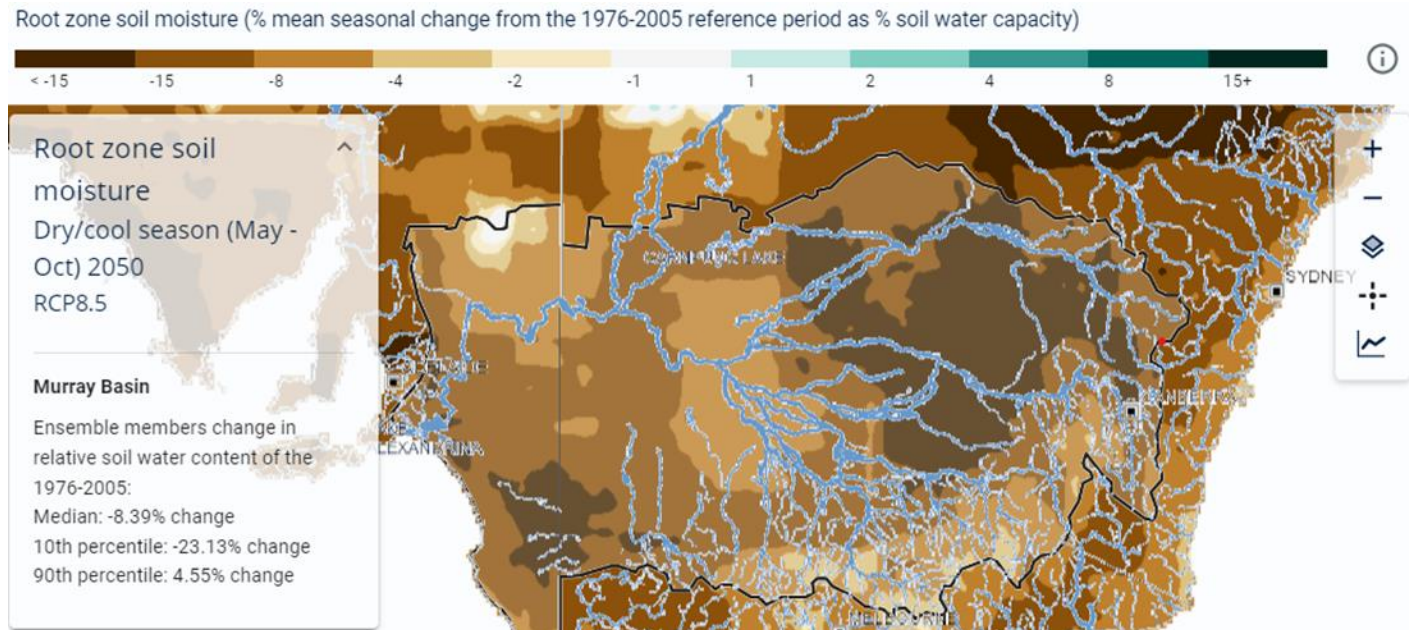 Root zone soil moisture (% mean seasonal change from the 1976-2005 reference period as % soil water capacity)
< -15 -15 -8 -4 -2 -1 1 2 4 8 15+
Root zone soil
moisture
Dry/cool season (May -
Oct) 2050
RCP8.5
Murray Basin
Ensemble members change in
relative soil water content of the
1976-2005:
Median: -8.39% change
10th percentile: -23.13% change
90th percentile: 4.55% change
SYDNEY
CANBERRA
MELBOURNE